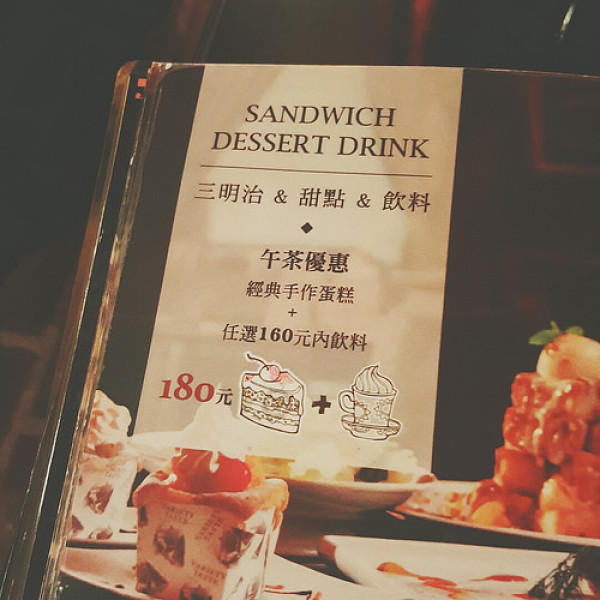 SANDWICH
DESSERT DRINK
三明治 & 甜點 & 飲料
午茶優惠
經典手作蛋糕
+
任選160元內飲料
180元 +